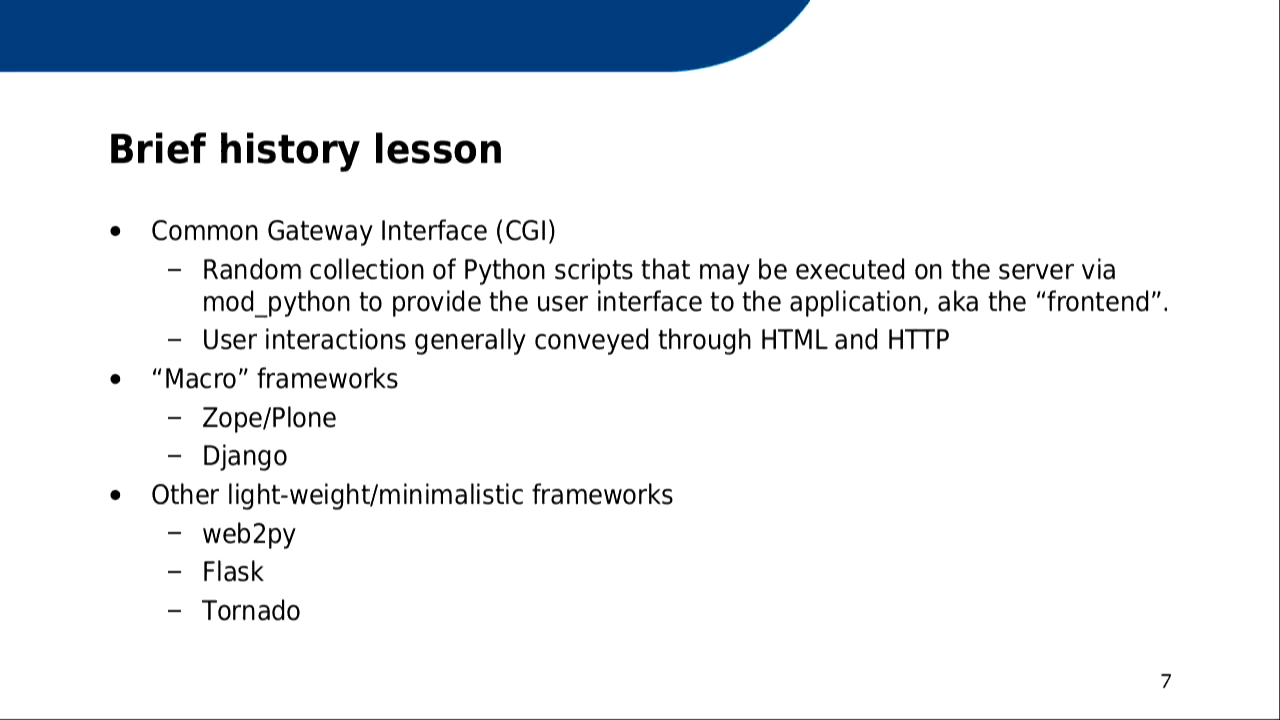 Brief history lesson
• Common Gateway Interface (CGI)
– Random collection of Python scripts that may be executed on the server via
mod_python to provide the user interface to the application, aka the “frontend”.
– User interactions generally conveyed through HTML and HTTP
• “Macro” frameworks
– Zope/Plone
– Django
• Other light-weight/minimalistic frameworks
– web2py
– Flask
– Tornado
7